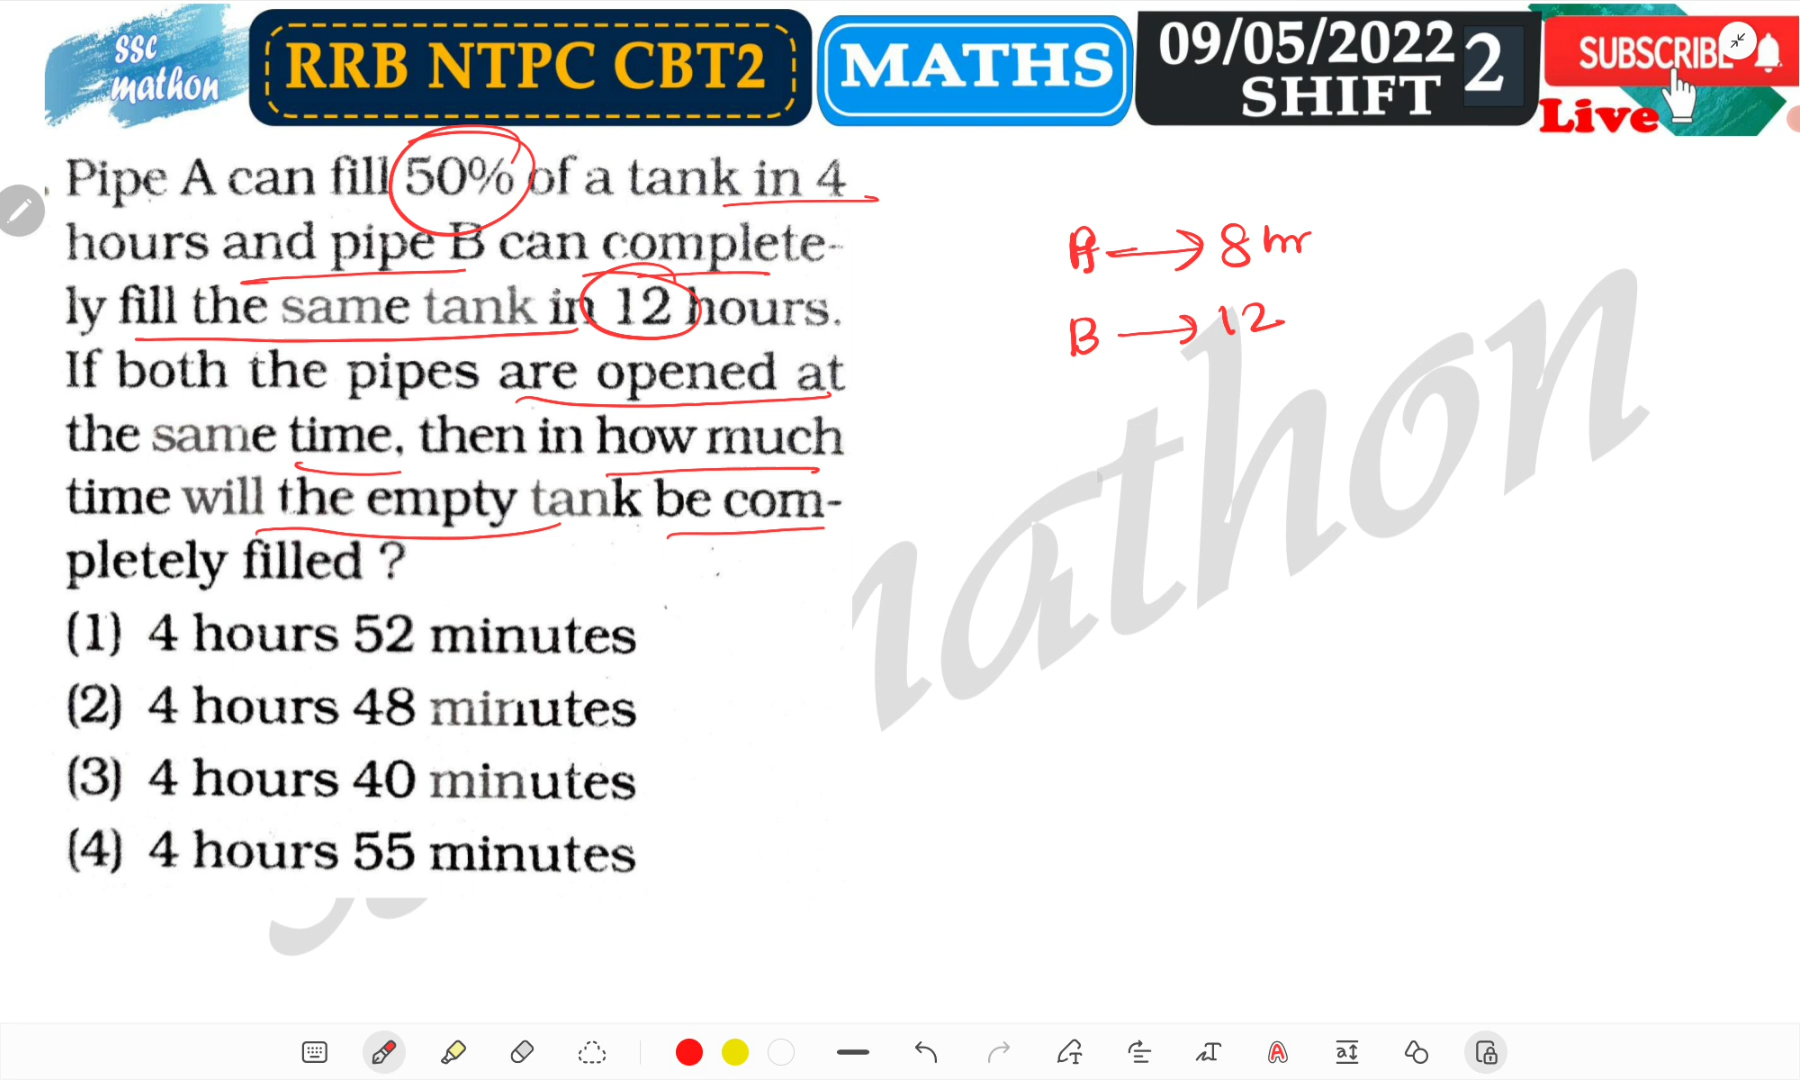 ssc
mathon
RRB NTPC CBT2
MATHS
09/05/2022
SHIFT
2
SUBSCRIBE
Live
Pipe A can fill 50% of a tank in 4
hours and pipe B can complete-
ly fill the same tank in 12 hours.
If both the pipes are opened at
the same time, then in how much
time will the empty tank be com-
pletely filled ?
(1) 4 hours 52 minutes
(2) 4 hours 48 minutes
(3) 4 hours 40 minutes
(4) 4 hours 55 minutes
A → 8 hr
B → 12
athon